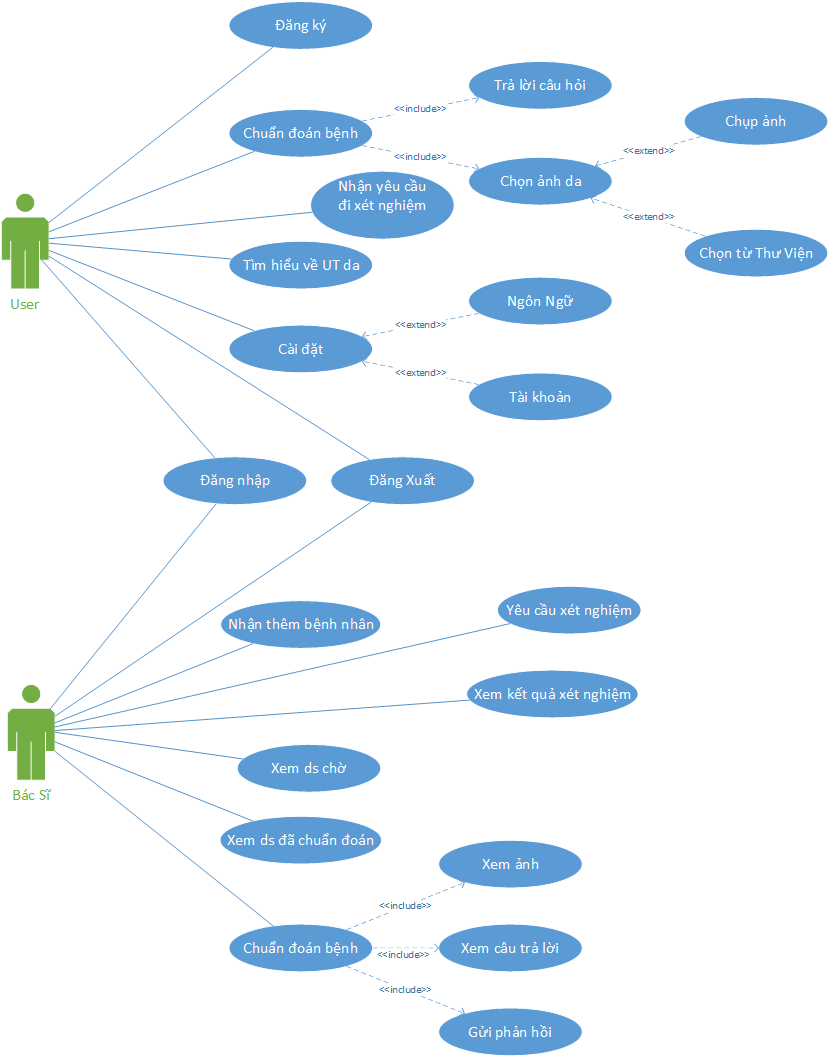 Đăng ký
Trả lời câu hỏi
<<include>>
Chụp ảnh
Chuẩn đoán bệnh
<<extend>>
<<include>>
Chọn ảnh da
Nhận yêu cầu
đi xét nghiệm
<<extend>>
Chọn từ Thư Viện
Tìm hiểu về UT da
User
Ngôn Ngữ
<<extend>>
Cài đặt
<<extend>>
Tài khoản
Đăng nhập
Đăng Xuất
Yêu cầu xét nghiệm
Nhận thêm bệnh nhân
Xem kết quả xét nghiệm
Xem ds chờ
Bác Sĩ
Xem ds đã chuẩn đoán
Xem ảnh
<<include>>
Chuẩn đoán bệnh
Xem câu trả lời
<<include>>
<<include>>
Gửi phản hồi